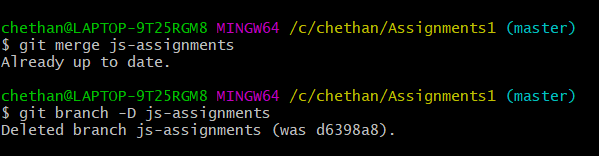 chethan@LAPTOP-9T25RGM8 MINGW64 /c/chethan/Assignments1 (master)
$ git merge js-assignments
Already up to date.
chethan@LAPTOP-9T25RGM8 MINGW64 /c/chethan/Assignments1 (master)
$ git branch -D js-assignments
Deleted branch js-assignments (was d6398a8).